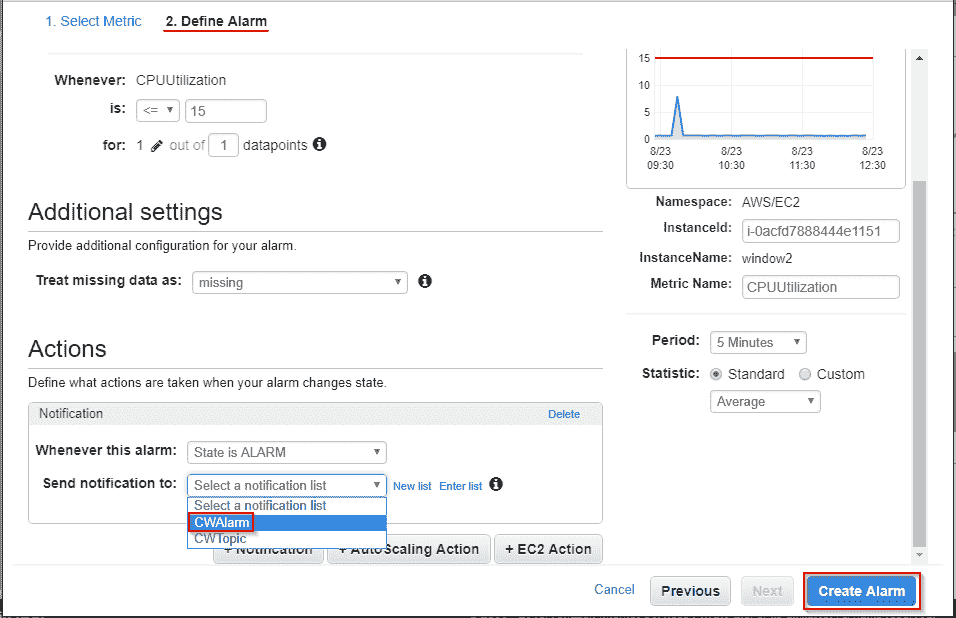 1. Select Metric 2. Define Alarm
Whenever: CPUUtilization
is: <= 15
for: 1 out of 1 datapoints
Additional settings
Provide additional configuration for your alarm.
Treat missing data as: missing
Actions
Define what actions are taken when your alarm changes state.
Notification Delete
Whenever this alarm: State is ALARM
Send notification to: Select a notification list New list Enter list
Select a notification list
CWAlarm
CWTopic
+ Notification + AutoScaling Action + EC2 Action
15
10
5
0
8/23 8/23 8/23 8/23
09:30 10:30 11:30 12:30
Namespace: AWS/EC2
InstanceId: i-0acfd7888444e1151
InstanceName: window2
Metric Name: CPUUtilization
Period: 5 Minutes
Statistic: Standard Custom
Average
Cancel Previous Next Create Alarm